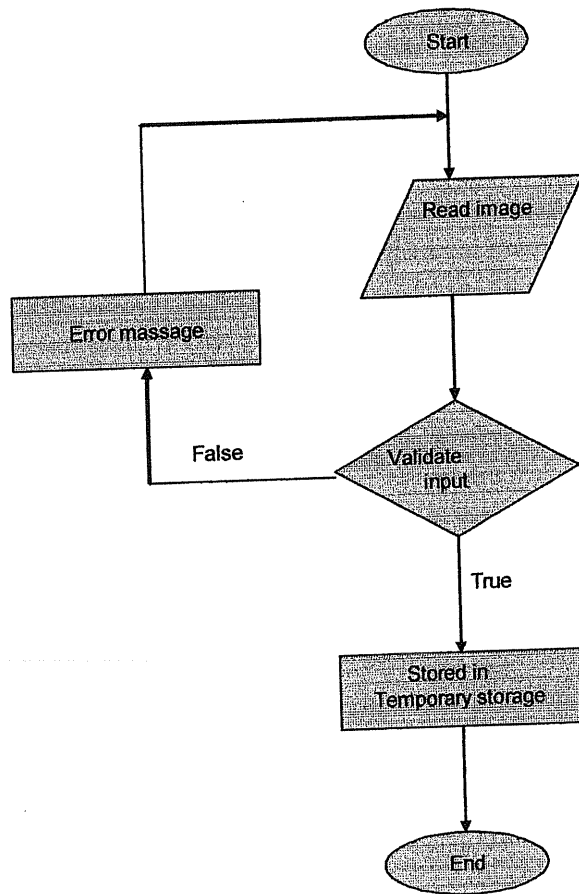 Start
Read image
Error massage
False
Validate
input
True
Stored in
Temporary storage
End